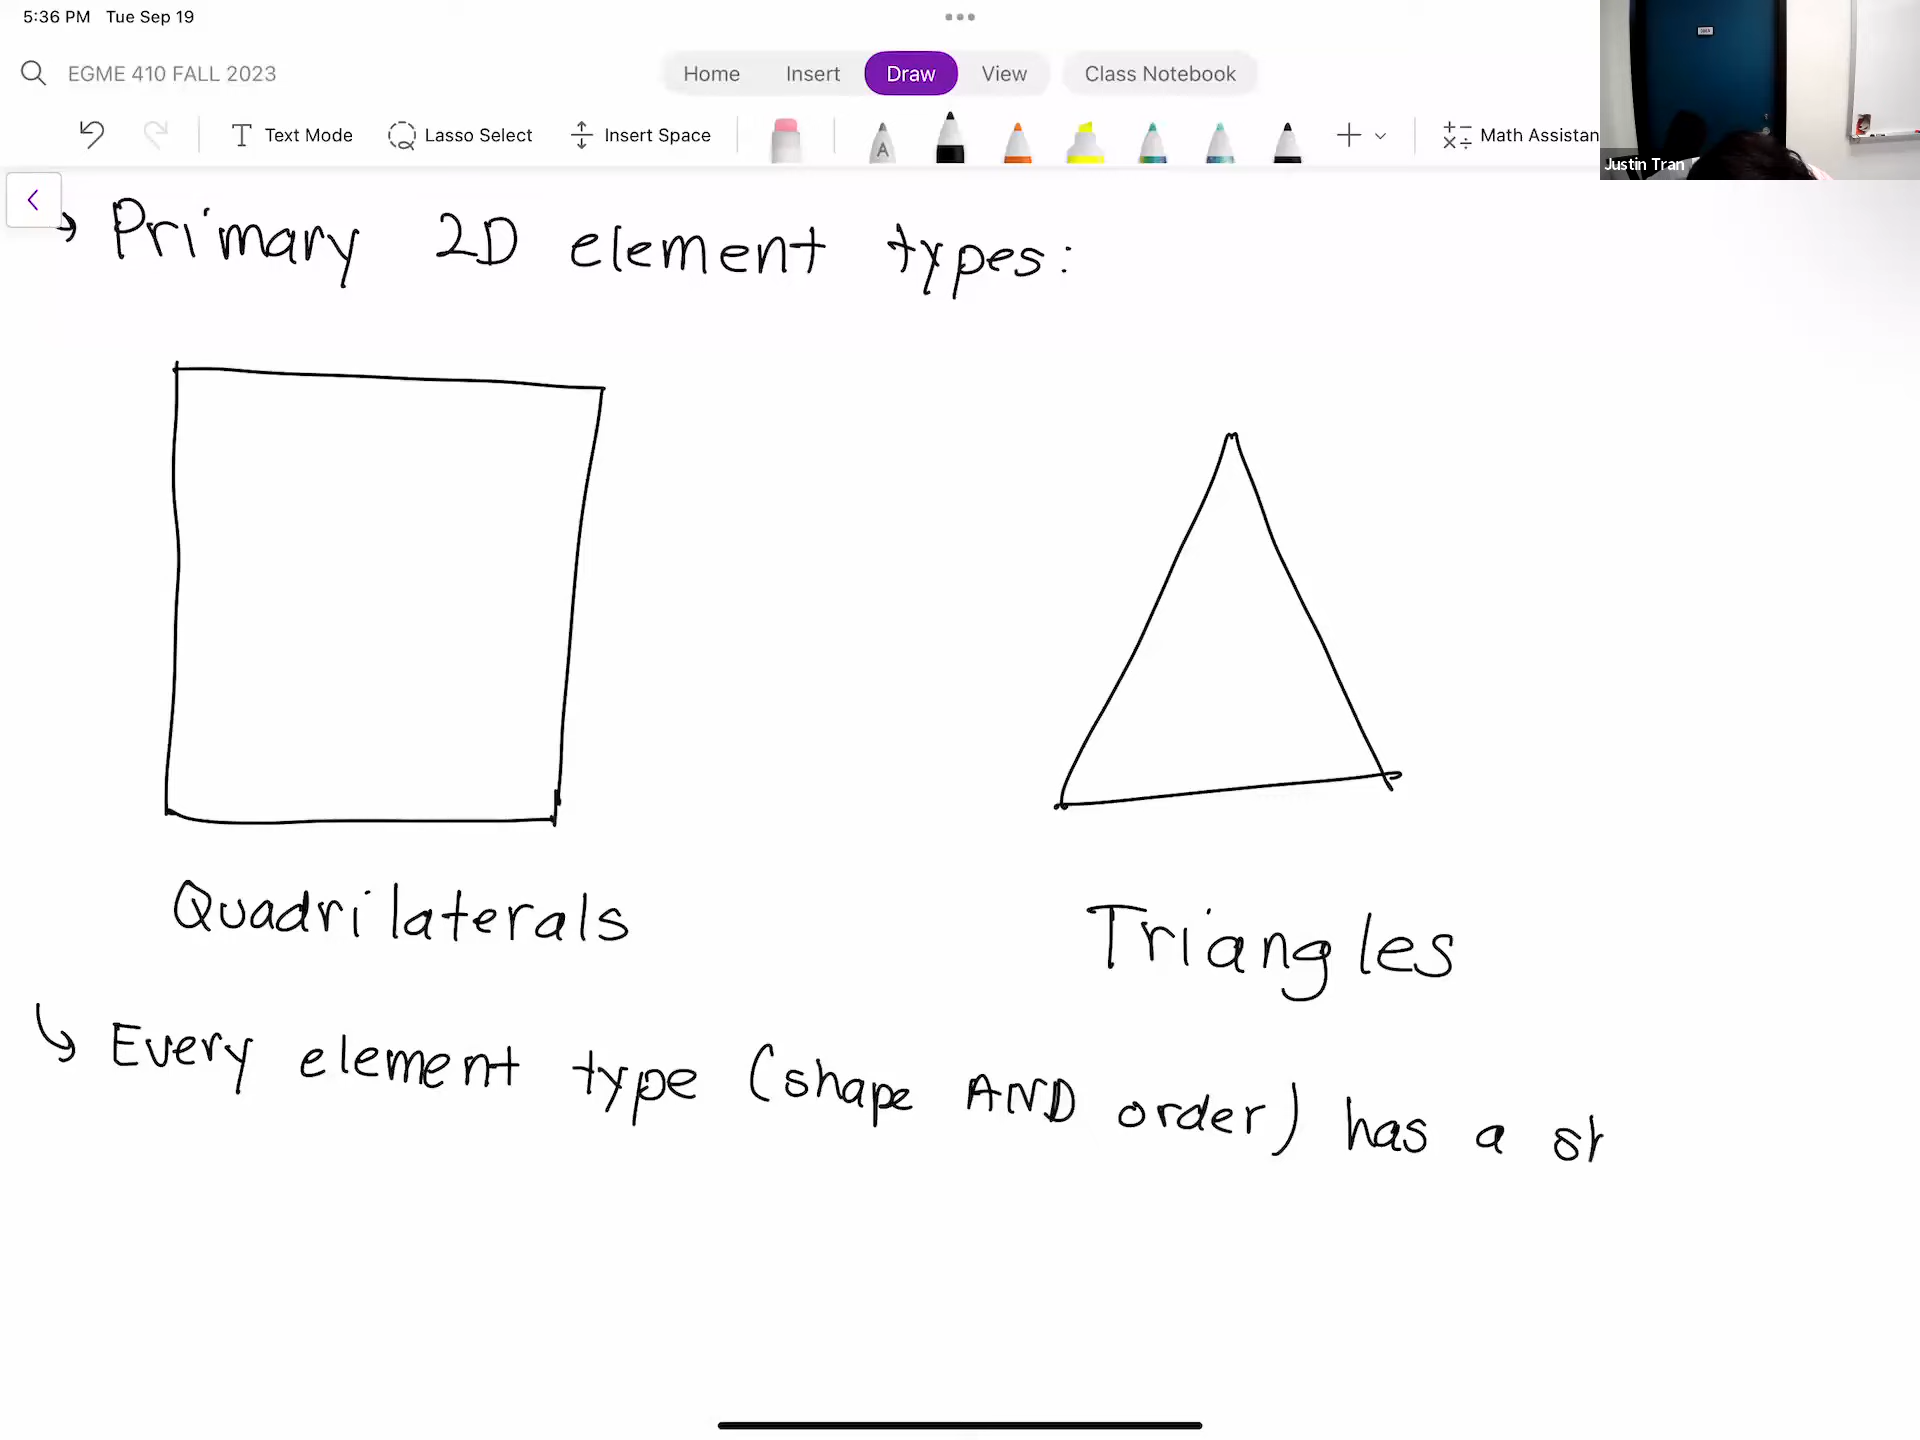 5:36 PM Tue Sep 19
EGME 410 FALL 2023
Home Insert Draw View Class Notebook
Text Mode Lasso Select Insert Space Math Assistan
Justin Tran
Primary 2D element types:
Quadrilaterals
Triangles
Every element type (shape AND order) has a sh